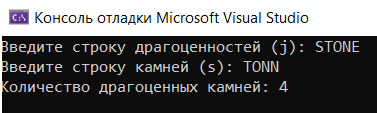 Консоль отладки Microsoft Visual Studio
Введите строку драгоценностей (j): STONE
Введите строку камней (s): TONN
Количество драгоценных камней: 4